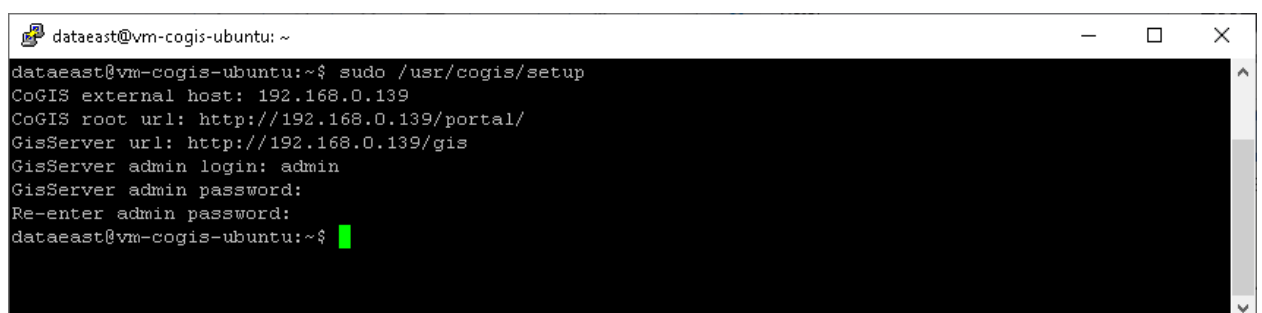 dataeast@vm-cogis-ubuntu: ~
dataeast@vm-cogis-ubuntu:~$ sudo /usr/cogis/setup
CoGIS external host: 192.168.0.139
CoGIS root url: http://192.168.0.139/portal/
GisServer url: http://192.168.0.139/gis
GisServer admin login: admin
GisServer admin password:
Re-enter admin password:
dataeast@vm-cogis-ubuntu:~$